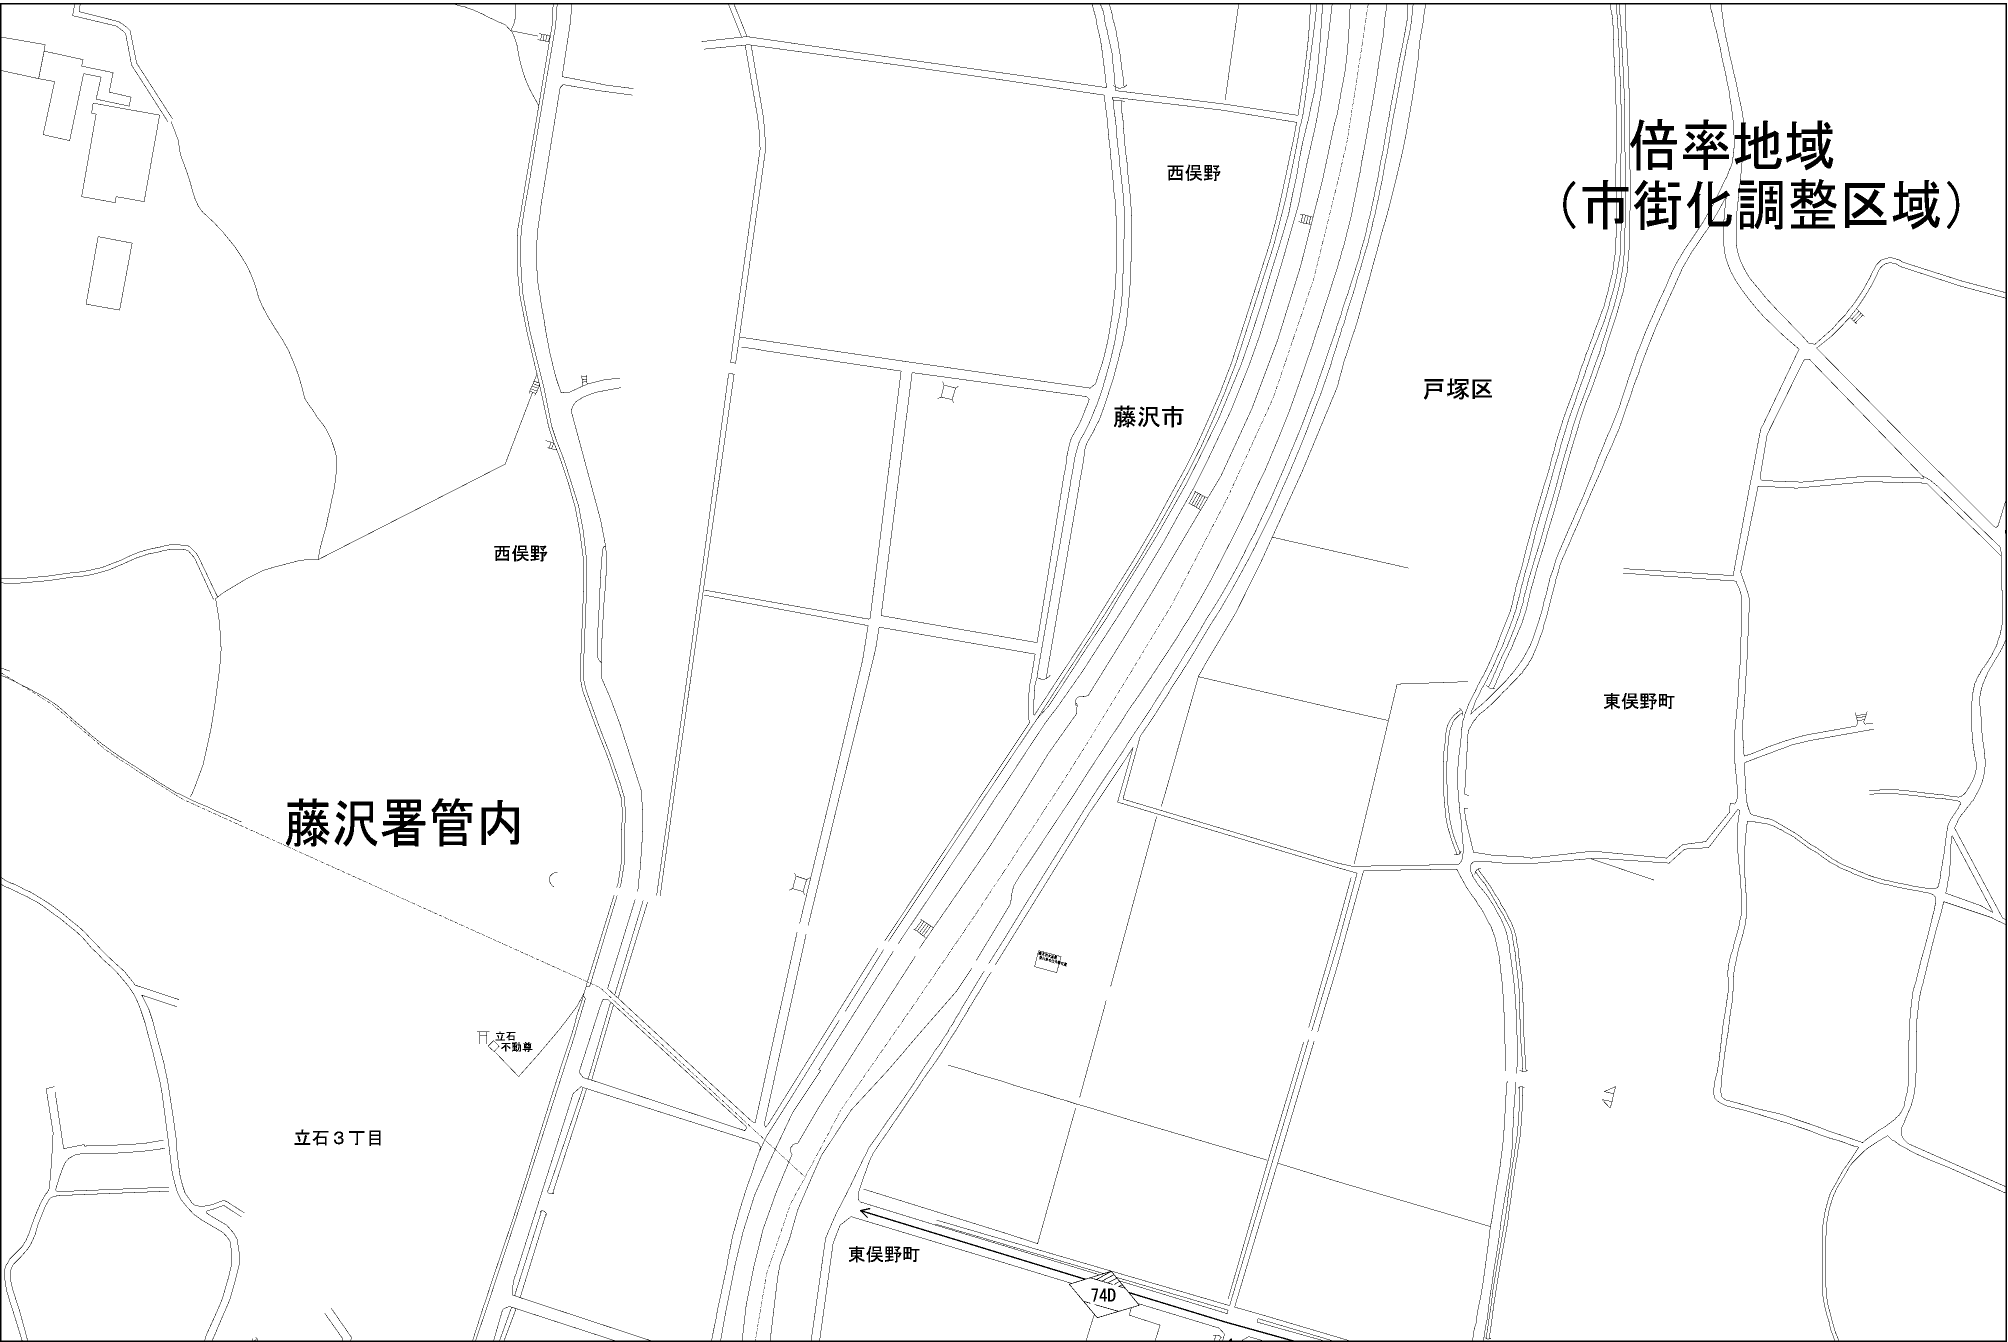 倍率地域
（市街化調整区域）
西俣野
戸塚区
藤沢市
西俣野
東俣野町
藤沢署管内
立石
不動尊
立石３丁目
東俣野町
74D